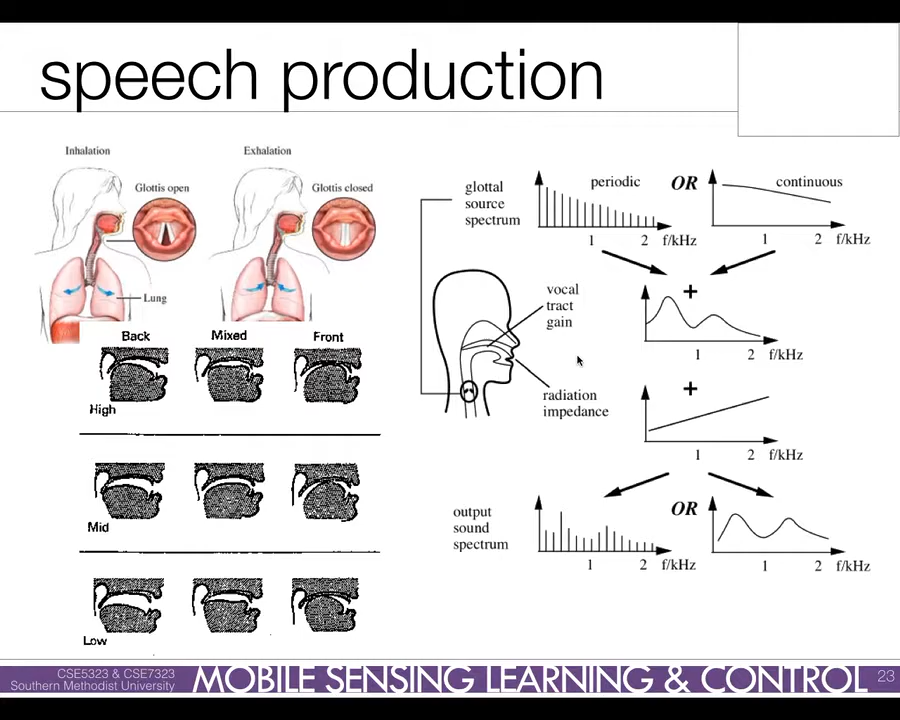 speech production
Inhalation
Exhalation
Glottis open
Glottis closed
Lung
Back
Mixed
Front
High
Mid
Low
glottal
source
spectrum
periodic
OR
continuous
1
2
f/kHz
1
2
f/kHz
vocal
tract
gain
+
1
2
f/kHz
radiation
impedance
+
1
2
f/kHz
output
sound
spectrum
OR
1
2
f/kHz
1
2
f/kHz
CSE5323 & CSE7323
Southern Methodist University
MOBILE SENSING LEARNING & CONTROL
23